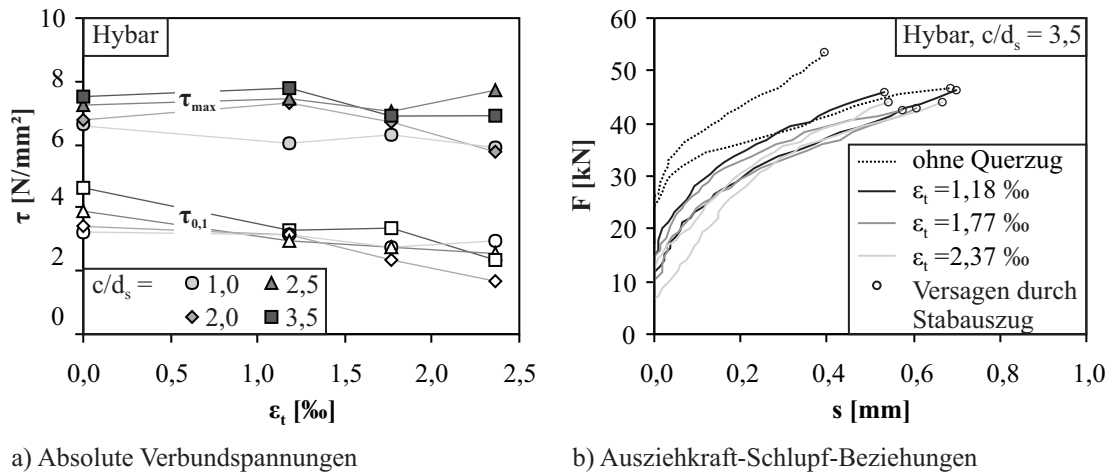 Hybar
τmax
τ0,1
c/ds =
1,0
2,5
2,0
3,5
τ [N/mm²]
10
8
6
4
2
0
0,0
0,5
1,0
1,5
2,0
2,5
εt [‰]
a) Absolute Verbundspannungen
Hybar, c/ds = 3,5
F [kN]
60
50
40
30
20
10
0
ohne Querzug
εt =1,18 ‰
εt =1,77 ‰
εt =2,37 ‰
Versagen durch
Stabauszug
0,0
0,2
0,4
0,6
0,8
1,0
s [mm]
b) Ausziehkraft-Schlupf-Beziehungen